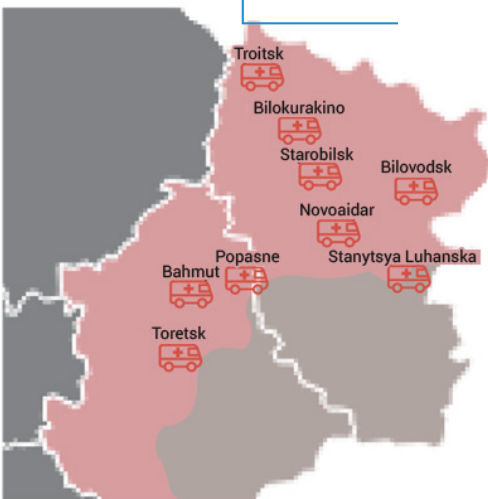 Troitsk
Bilokurakino
Starobilsk
Bilovodsk
Novoaidar
Popasne
Stanytsya Luhanska
Bahmut
Toretsk